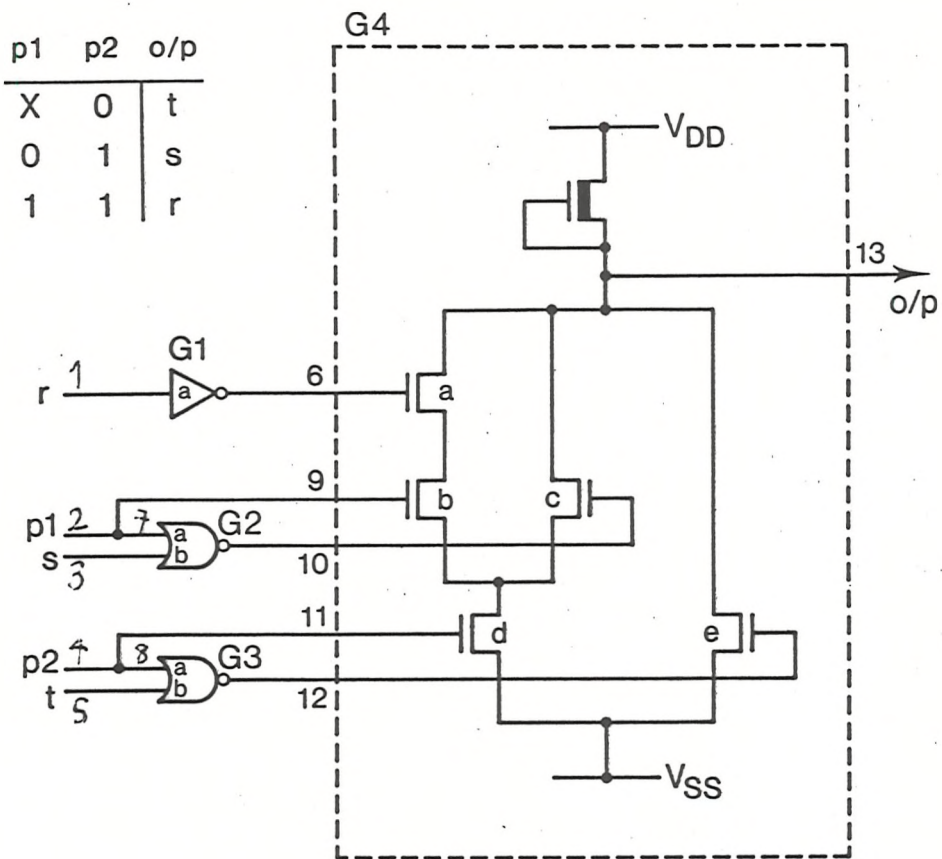 G4
p1 p2 o/p
X 0 t
0 1 s
1 1 r
VDD
13
o/p
G1
r 1 a 6 a
9 b c
p1 2 7 a G2
s 3 b 10
11 d e
p2 4 8 a G3
t 5 b 12
VSS